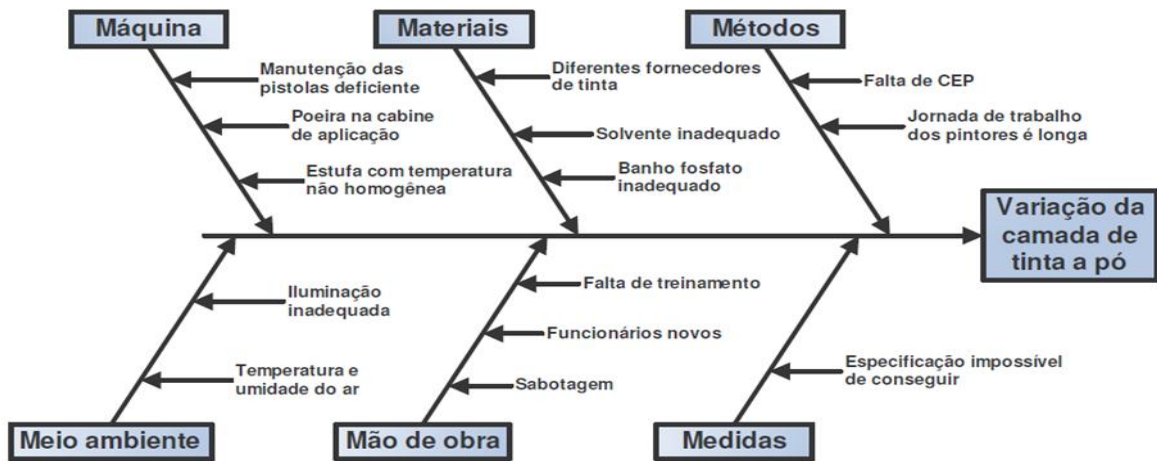 Máquina
Materiais
Métodos
Manutenção das
pistolas deficiente
Poeira na cabine
de aplicação
Estufa com temperatura
não homogênea
Diferentes fornecedores
de tinta
Solvente inadequado
Banho fosfato
inadequado
Falta de CEP
Jornada de trabalho
dos pintores é longa
Variação da
camada de
tinta a pó
Iluminação
inadequada
Temperatura e
umidade do ar
Falta de treinamento
Funcionários novos
Sabotagem
Especificação impossível
de conseguir
Meio ambiente
Mão de obra
Medidas